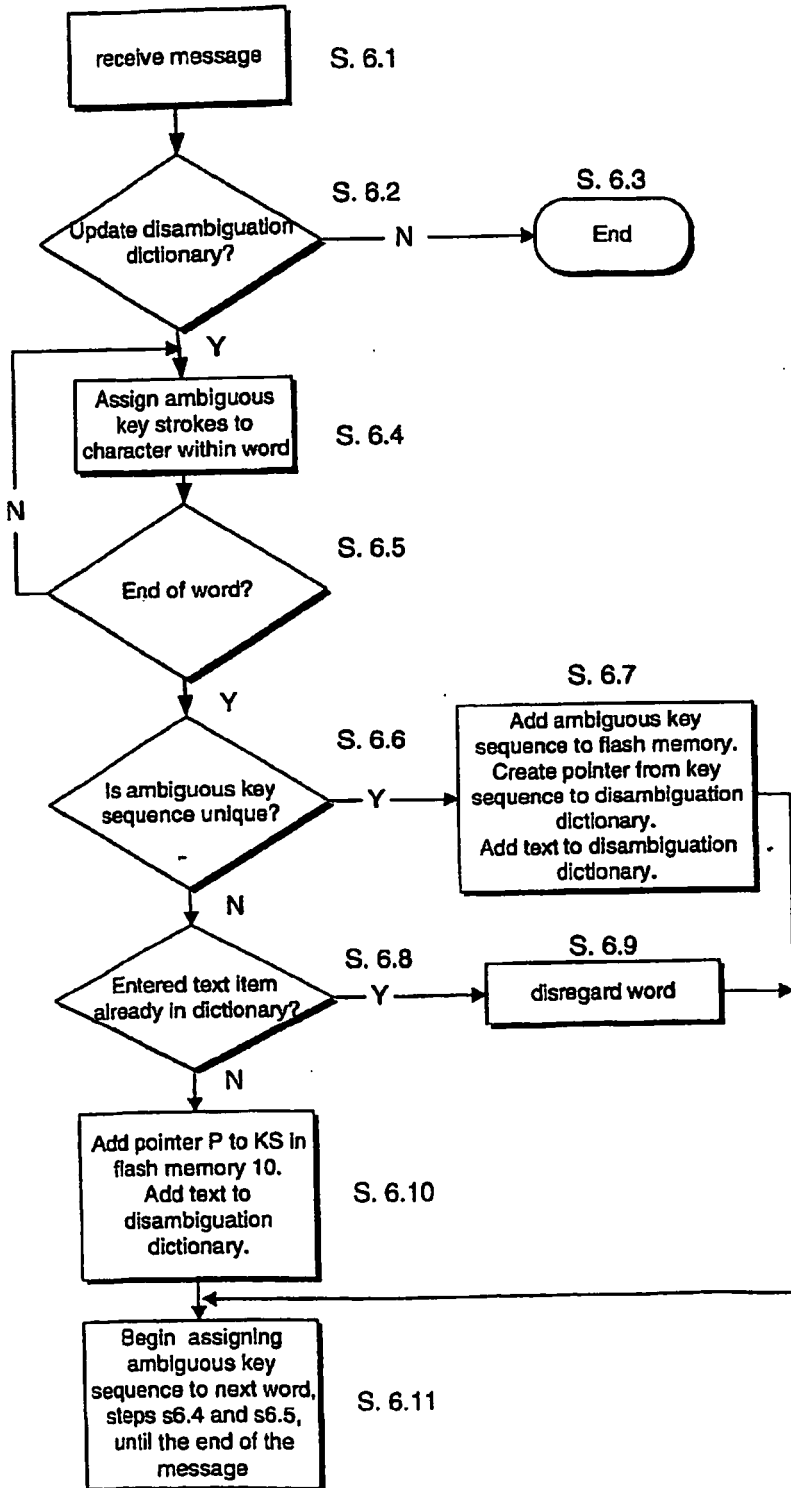 receive message
S. 6.1
Update disambiguation
dictionary?
S. 6.2
N
S. 6.3
End
Y
Assign ambiguous
key strokes to
character within word
S. 6.4
N
End of word?
S. 6.5
Y
Is ambiguous key
sequence unique?
S. 6.6
Y
S. 6.7
Add ambiguous key
sequence to flash memory.
Create pointer from key
sequence to disambiguation
dictionary.
Add text to disambiguation
dictionary.
N
Entered text item
already in dictionary?
S. 6.8
Y
S. 6.9
disregard word
N
Add pointer P to KS in
flash memory 10.
Add text to
disambiguation
dictionary.
S. 6.10
Begin assigning
ambiguous key
sequence to next word,
steps s6.4 and s6.5,
until the end of the
message
S. 6.11